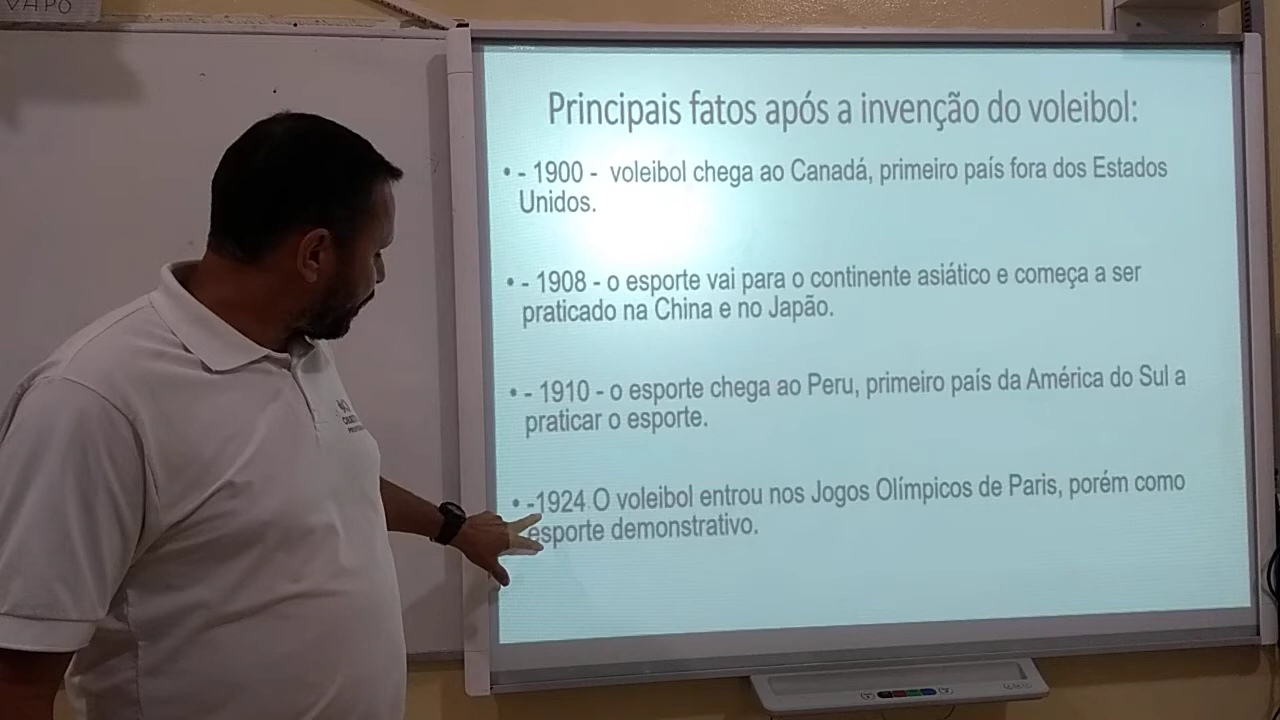 VAPO
Principais fatos após a invenção do voleibol:
• - 1900 - voleibol chega ao Canadá, primeiro país fora dos Estados
Unidos.
• - 1908 - o esporte vai para o continente asiático e começa a ser
praticado na China e no Japão.
• - 1910 - o esporte chega ao Peru, primeiro país da América do Sul a
praticar o esporte.
• -1924 O voleibol entrou nos Jogos Olímpicos de Paris, porém como
esporte demonstrativo.